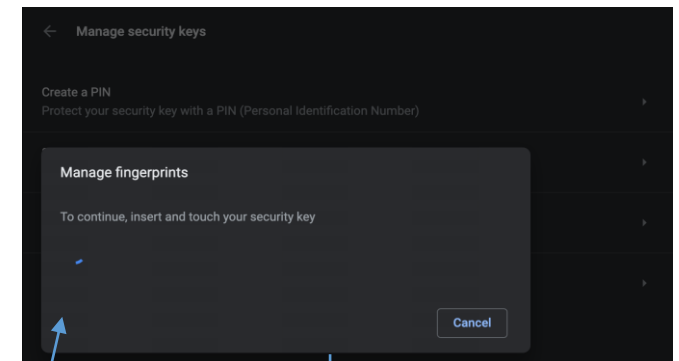 Manage security keys
Create a PIN
Protect your security key with a PIN (Personal Identification Number)
Manage fingerprints
To continue, insert and touch your security key
Cancel